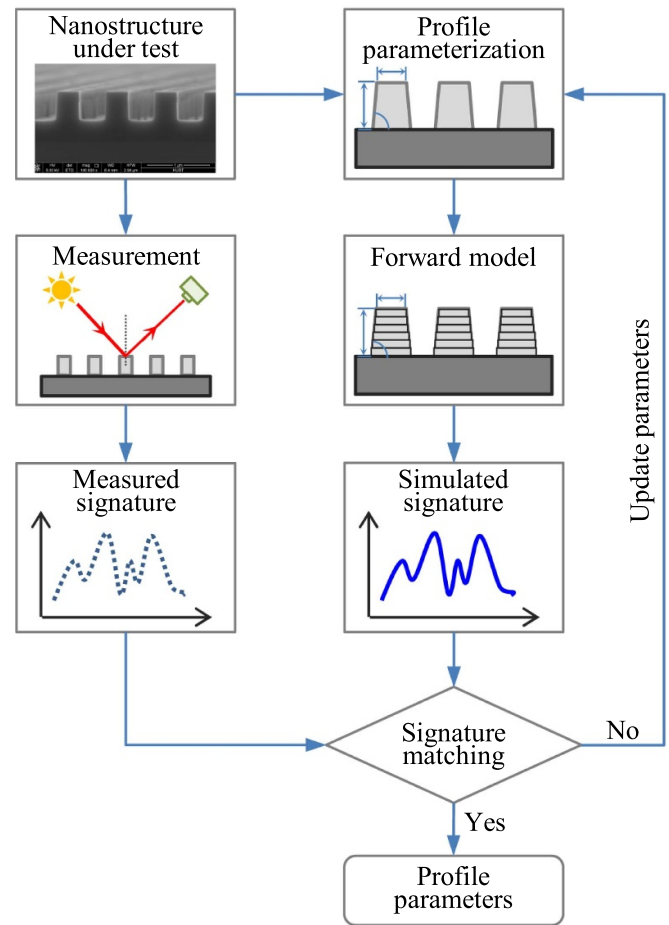 Nanostructure
under test
Profile
parameterization
Measurement
Forward model
Measured
signature
Simulated
signature
Update parameters
Signature
matching
No
Yes
Profile
parameters